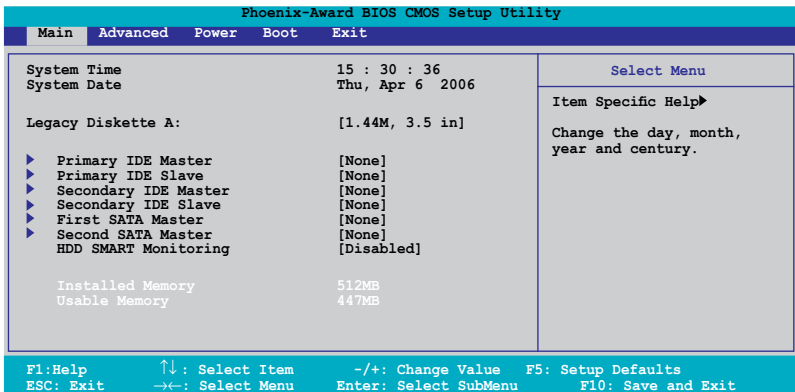 Phoenix-Award BIOS CMOS Setup Utility
Main Advanced Power Boot Exit
System Time 15 : 30 : 36
System Date Thu, Apr 6 2006
Legacy Diskette A: [1.44M, 3.5 in]
Primary IDE Master [None]
Primary IDE Slave [None]
Secondary IDE Master [None]
Secondary IDE Slave [None]
First SATA Master [None]
Second SATA Master [None]
HDD SMART Monitoring [Disabled]
Installed Memory 512MB
Usable Memory 447MB
Select Menu
Item Specific Help
Change the day, month,
year and century.
F1:Help ↑↓ : Select Item -/+: Change Value F5: Setup Defaults
ESC: Exit →←: Select Menu Enter: Select SubMenu F10: Save and Exit